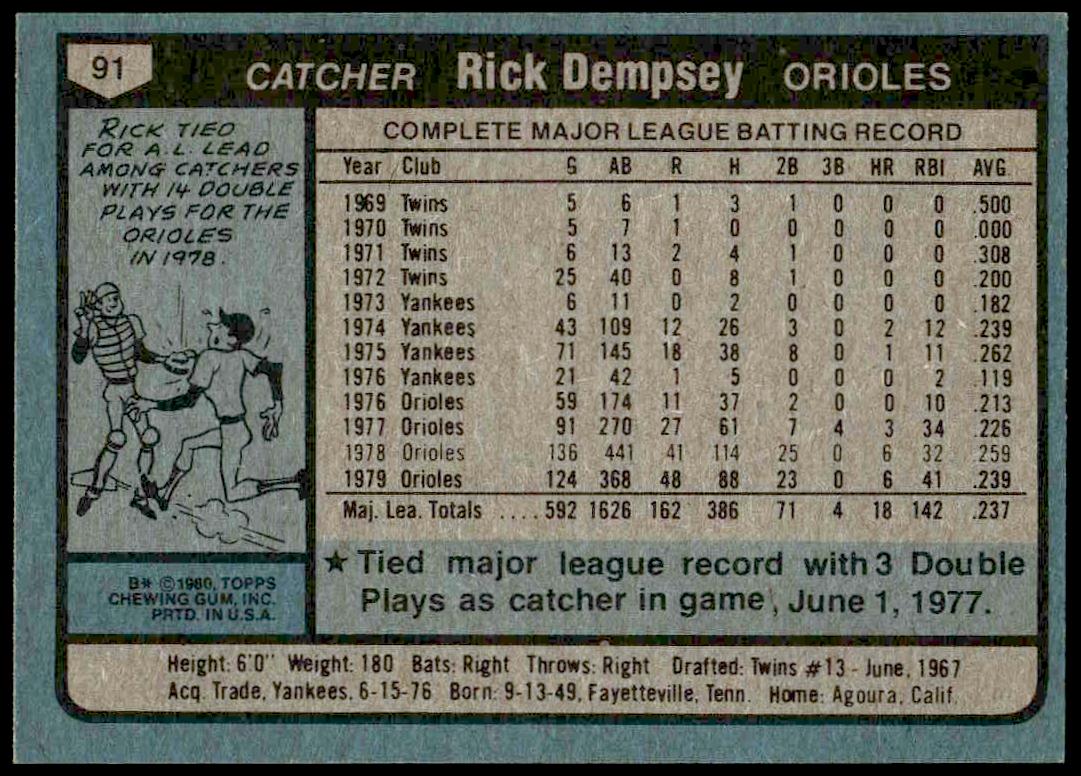 91
CATCHER Rick Dempsey ORIOLES
RICK TIED
FOR A.L. LEAD
AMONG CATCHERS
WITH 14 DOUBLE
PLAYS FOR THE
ORIOLES
IN 1978.
B* ©1980, TOPPS
CHEWING GUM, INC.
PRTD. IN U.S.A.
COMPLETE MAJOR LEAGUE BATTING RECORD
Year Club G AB R H 2B 3B HR RBI AVG.
1969 Twins 5 6 1 3 1 0 0 0 .500
1970 Twins 5 7 1 0 0 0 0 0 .000
1971 Twins 6 13 2 4 1 0 0 0 .308
1972 Twins 25 40 0 8 1 0 0 0 .200
1973 Yankees 6 11 0 2 0 0 0 0 .182
1974 Yankees 43 109 12 26 3 0 2 12 .239
1975 Yankees 71 145 18 38 8 0 1 11 .262
1976 Yankees 21 42 1 5 0 0 0 2 .119
1976 Orioles 59 174 11 37 2 0 0 10 .213
1977 Orioles 91 270 27 61 7 4 3 34 .226
1978 Orioles 136 441 41 114 25 0 6 32 .259
1979 Orioles 124 368 48 88 23 0 6 41 .239
Maj. Lea. Totals .... 592 1626 162 386 71 4 18 142 .237
★ Tied major league record with 3 Double
Plays as catcher in game, June 1, 1977.
Height: 6'0" Weight: 180 Bats: Right Throws: Right Drafted: Twins #13 - June, 1967
Acq. Trade, Yankees, 6-15-76 Born: 9-13-49, Fayetteville, Tenn. Home: Agoura, Calif.